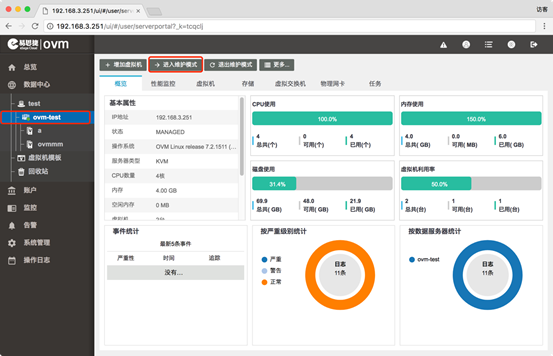 192.168.3.251/ui/#/user/se
访客
192.168.3.251/ui/#/user/serverportal?_k=tcqclj
易思捷 ovm
总览
数据中心
test
ovm-test
a
ovmmm
虚拟机模板
回收站
账户
监控
告警
系统管理
操作日志
增加虚拟机 进入维护模式 退出维护模式 更多...
概览 性能监控 虚拟机 存储 虚拟交换机 物理网卡 任务
基本属性
IP地址 192.168.3.251
状态 MANAGED
操作系统 OVM Linux release 7.2.1511 (...
服务器类型 KVM
CPU数量 4核
内存 4.00 GB
空闲内存 0 MB
虚拟机 2台
CPU使用
100.0%
4 0 4
总共(个) 可用(个) 已用(个)
内存使用
150.0%
4.0 0.0 6.0
总共( GB) 可用( MB) 已用( GB)
磁盘使用
31.4%
69.9 48.0 21.9
总共( GB) 可用( GB) 已用( GB)
虚拟机利用率
50.0%
2 1 1
总共(台) 可用(台) 已用(台)
事件统计
最新5条事件
严重性 时间 追踪
没有...
按严重级别统计
严重
警告
正常
日志
11条
按数据服务器统计
ovm-test
日志
11条